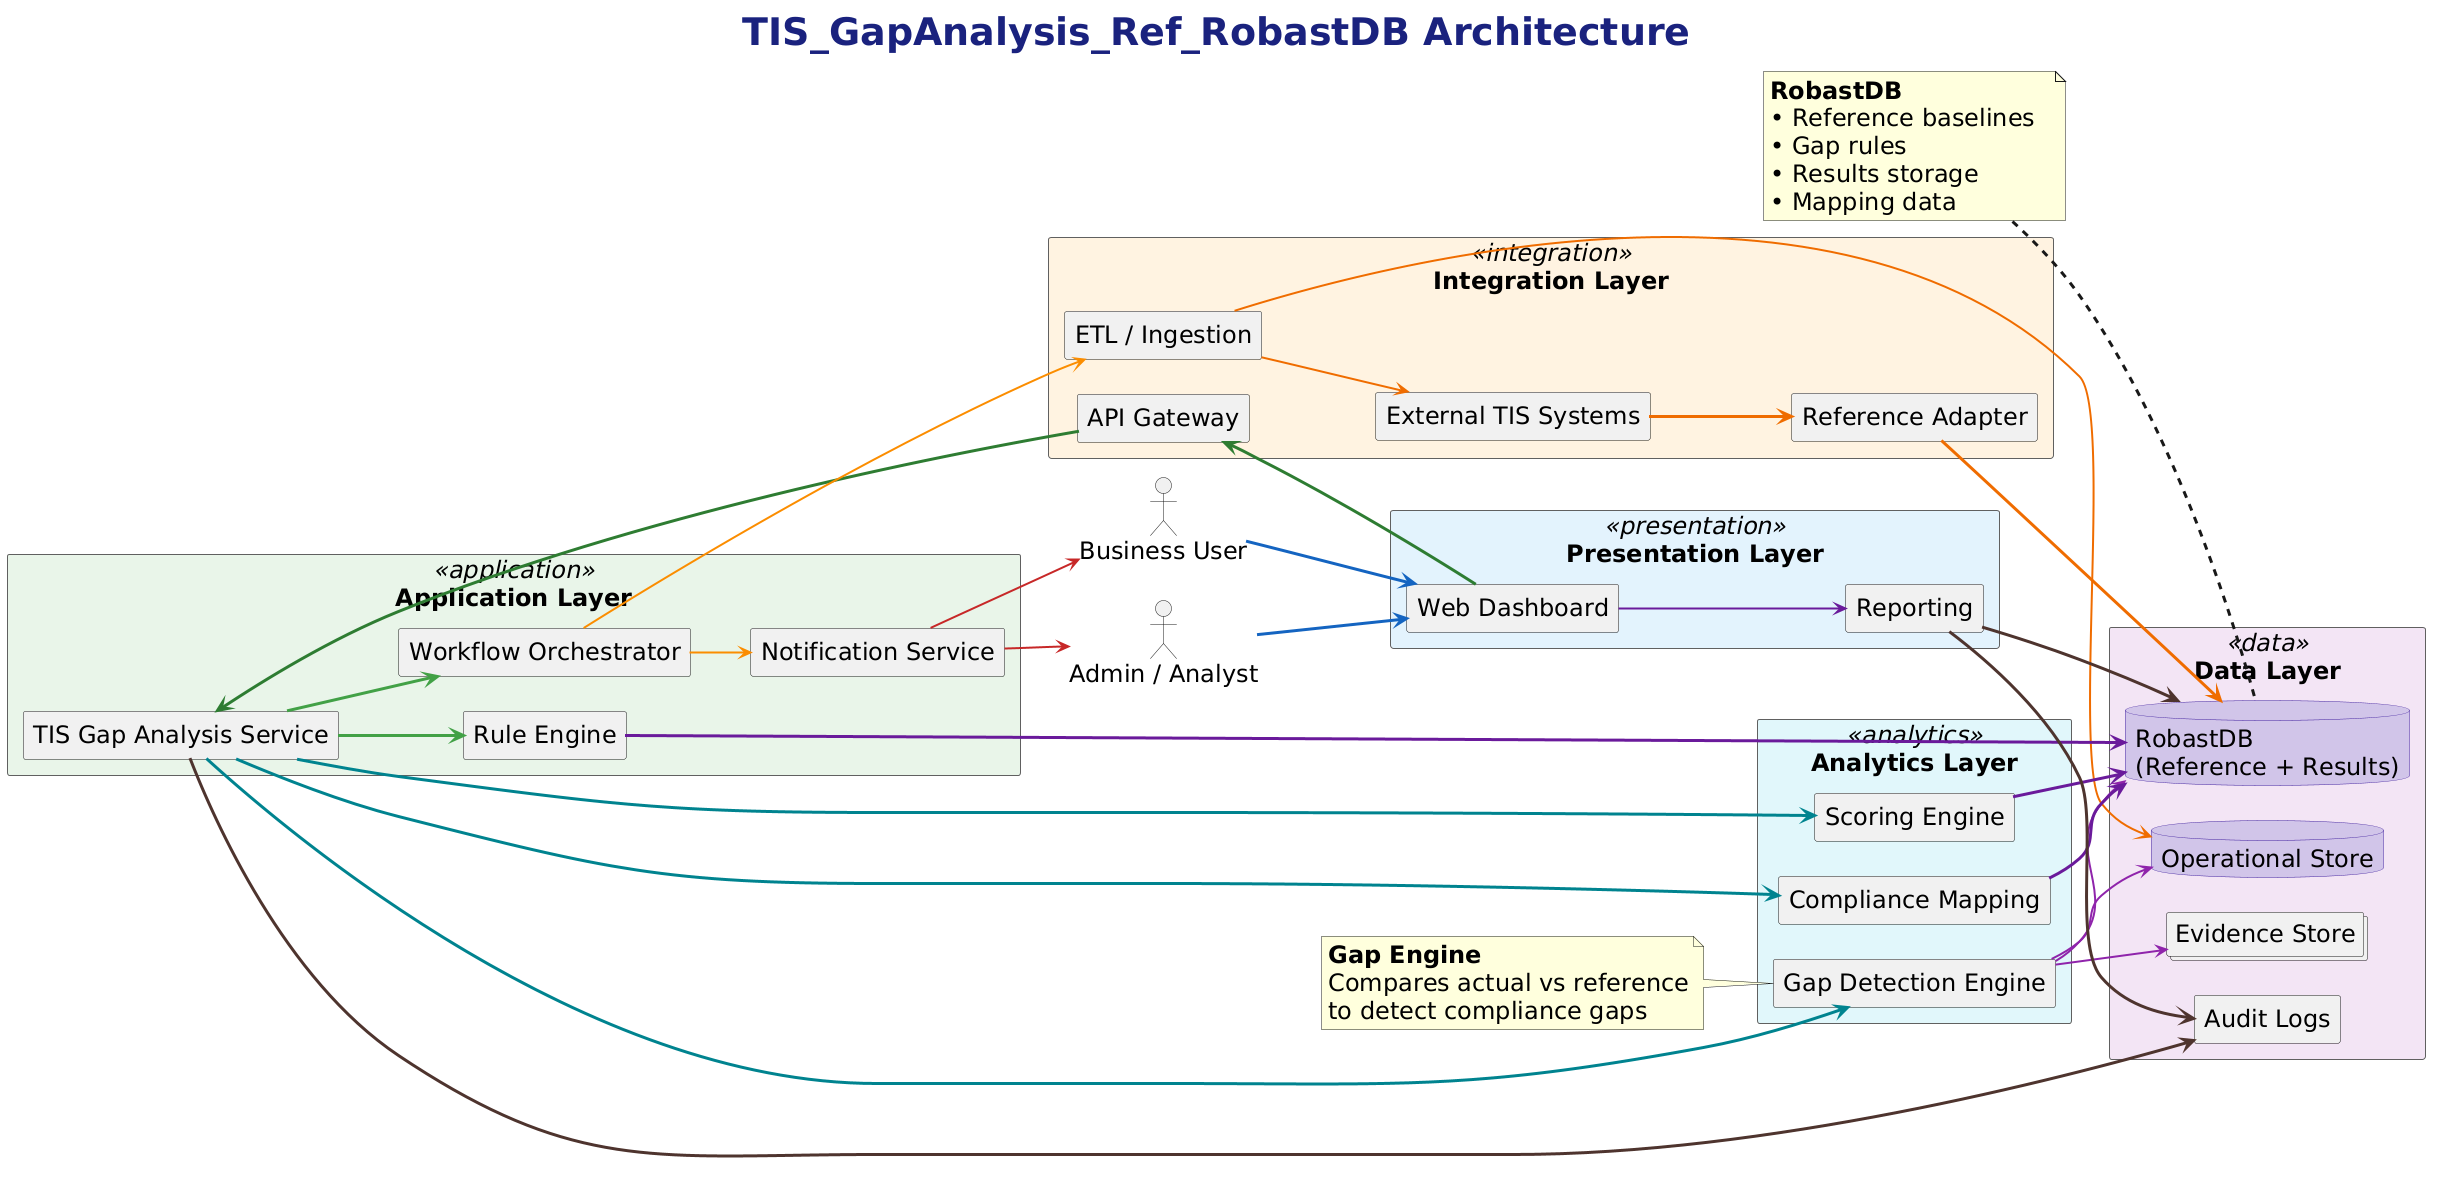 TIS_GapAnalysis_Ref_RobastDB Architecture
RobastDB
• Reference baselines
• Gap rules
• Results storage
• Mapping data
«integration»
Integration Layer
ETL / Ingestion
API Gateway
External TIS Systems
Reference Adapter
Business User
Admin / Analyst
«presentation»
Presentation Layer
Web Dashboard
Reporting
«application»
Application Layer
Workflow Orchestrator
Notification Service
TIS Gap Analysis Service
Rule Engine
«data»
Data Layer
RobastDB
(Reference + Results)
Operational Store
Evidence Store
Audit Logs
«analytics»
Analytics Layer
Scoring Engine
Compliance Mapping
Gap Detection Engine
Gap Engine
Compares actual vs reference
to detect compliance gaps